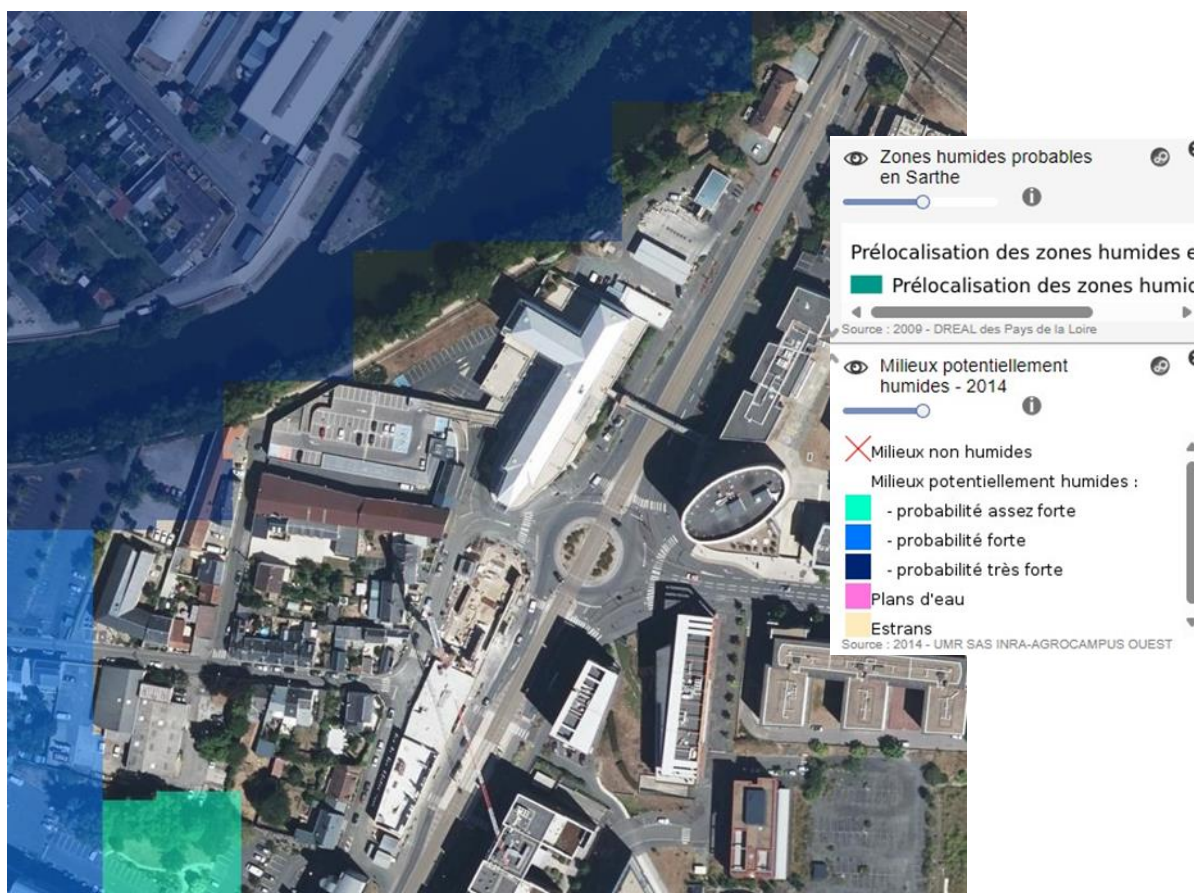 Zones humides probables
en Sarthe
Prélocalisation des zones humides e
Prélocalisation des zones humid
Source : 2009 - DREAL des Pays de la Loire
Milieux potentiellement
humides - 2014
Milieux non humides
Milieux potentiellement humides :
- probabilité assez forte
- probabilité forte
- probabilité très forte
Plans d'eau
Estrans
Source : 2014 - UMR SAS INRA-AGROCAMPUS OUEST